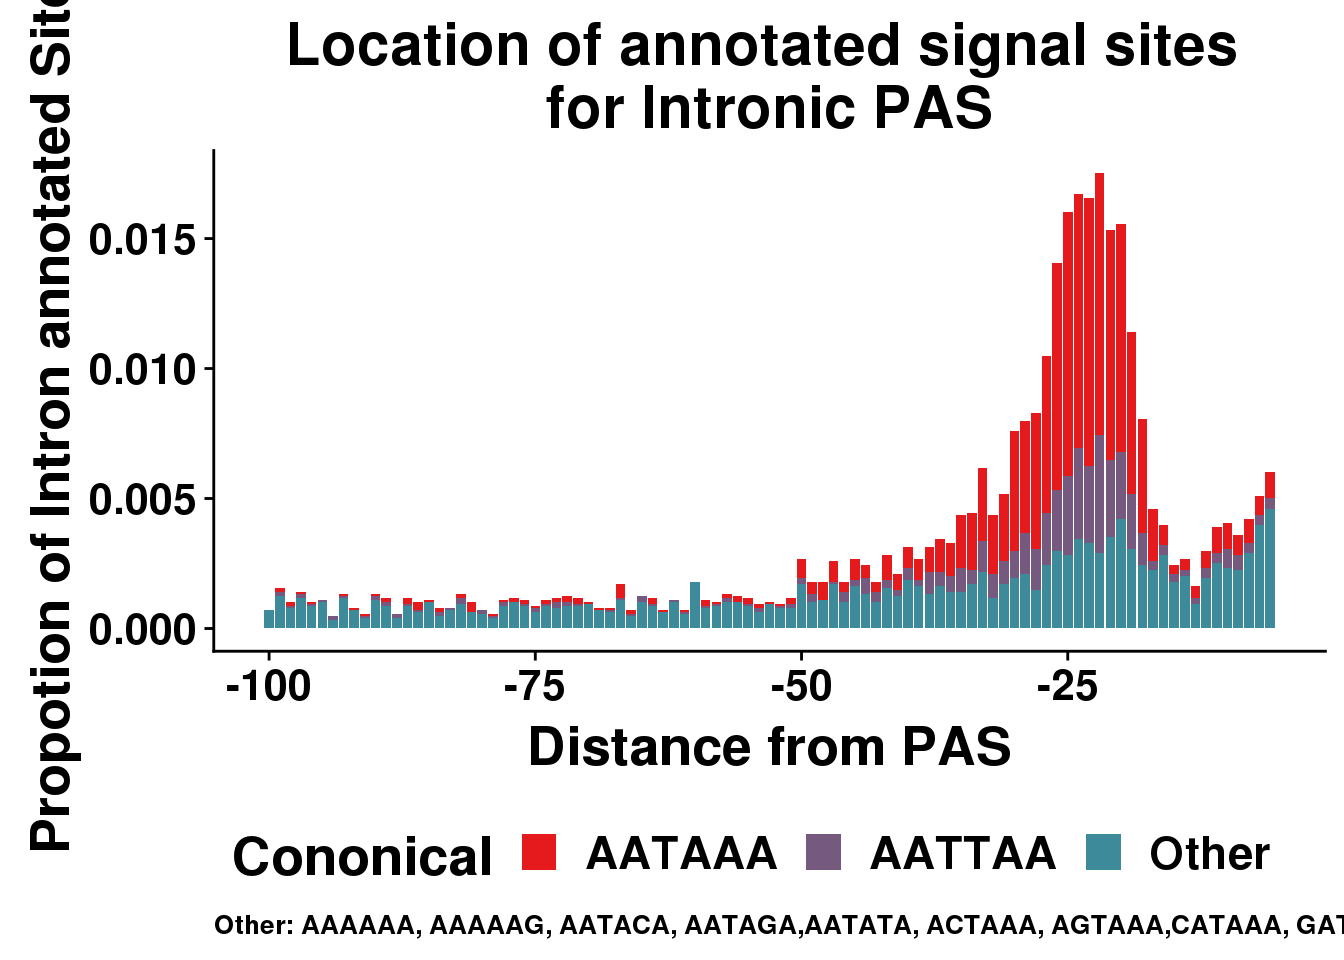 Location of annotated signal sites
for Intronic PAS
Propotion of Intron annotated
0.015
0.010
0.005
0.000
-100 -75 -50 -25
Distance from PAS
Cononical AATAAA AATTAA Other
Other: AAAAAA, AAAAAG, AATACA, AATAGA,AATATA, ACTAAA, AGTAAA,CATAAA,